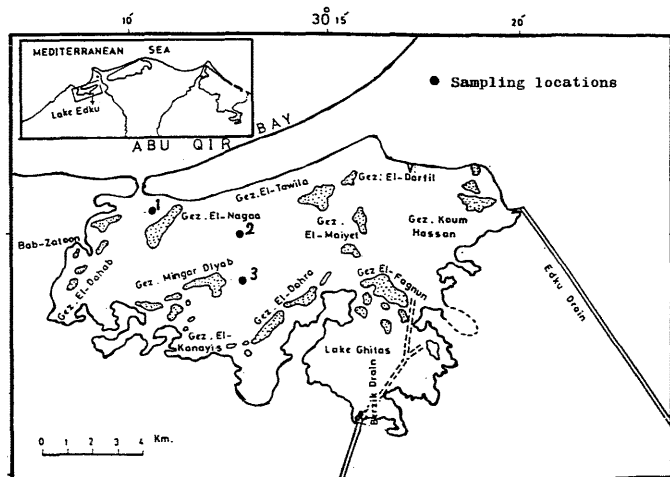 10'
30° 15'
20'
MEDITERRANEAN SEA
Lake Edku
ABU QIR BAY
Sampling locations
Gez. El-Tawila
Gez. El-Darfil
1
Gez. El-Nagaa
2
Gez. El-Maiyet
Gez. Koum Hassan
Bab-Zatoon
Gez. El-Dahab
Gez. Mingar Diyab
3
Gez. El-Dahra
Gez El-Fagnun
Edku Drain
Gez. El-Kanayis
Lake Ghitas
Berzik Drain
0 1 2 3 4 Km.